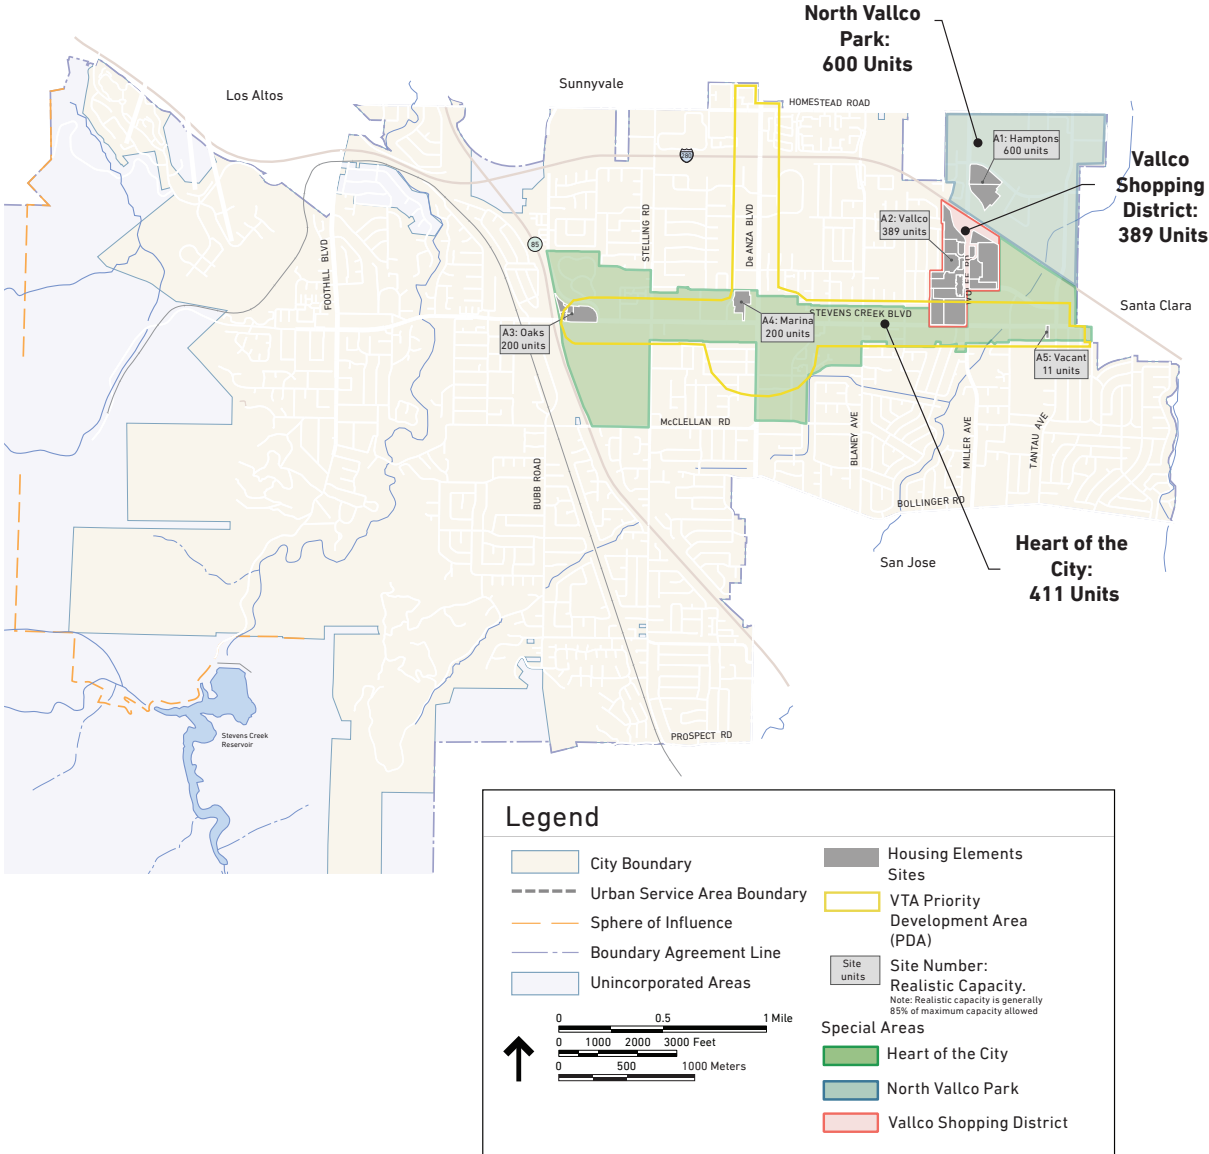 North Vallco
Park:
600 Units
Los Altos
Sunnyvale
HOMESTEAD ROAD
A1: Hamptons
600 units
280
Vallco
Shopping
District:
389 Units
FOOTHILL BLVD
STELLING RD
De ANZA BLVD
A2: Vallco
389 units
85
Santa Clara
STEVENS CREEK BLVD
A3: Oaks
200 units
A4: Marina
200 units
A5: Vacant
11 units
McCLELLAN RD
BUBB ROAD
BLANEY AVE
MILLER AVE
TANTAU AVE
BOLLINGER RD
San Jose
Heart of the
City:
411 Units
Stevens Creek
Reservoir
PROSPECT RD
Legend
City Boundary
Urban Service Area Boundary
Sphere of Influence
Boundary Agreement Line
Unincorporated Areas
0 0.5 1 Mile
0 1000 2000 3000 Feet
0 500 1000 Meters
Housing Elements
Sites
VTA Priority
Development Area
(PDA)
Site
units
Site Number:
Realistic Capacity.
Note: Realistic capacity is generally
85% of maximum capacity allowed
Special Areas
Heart of the City
North Vallco Park
Vallco Shopping District